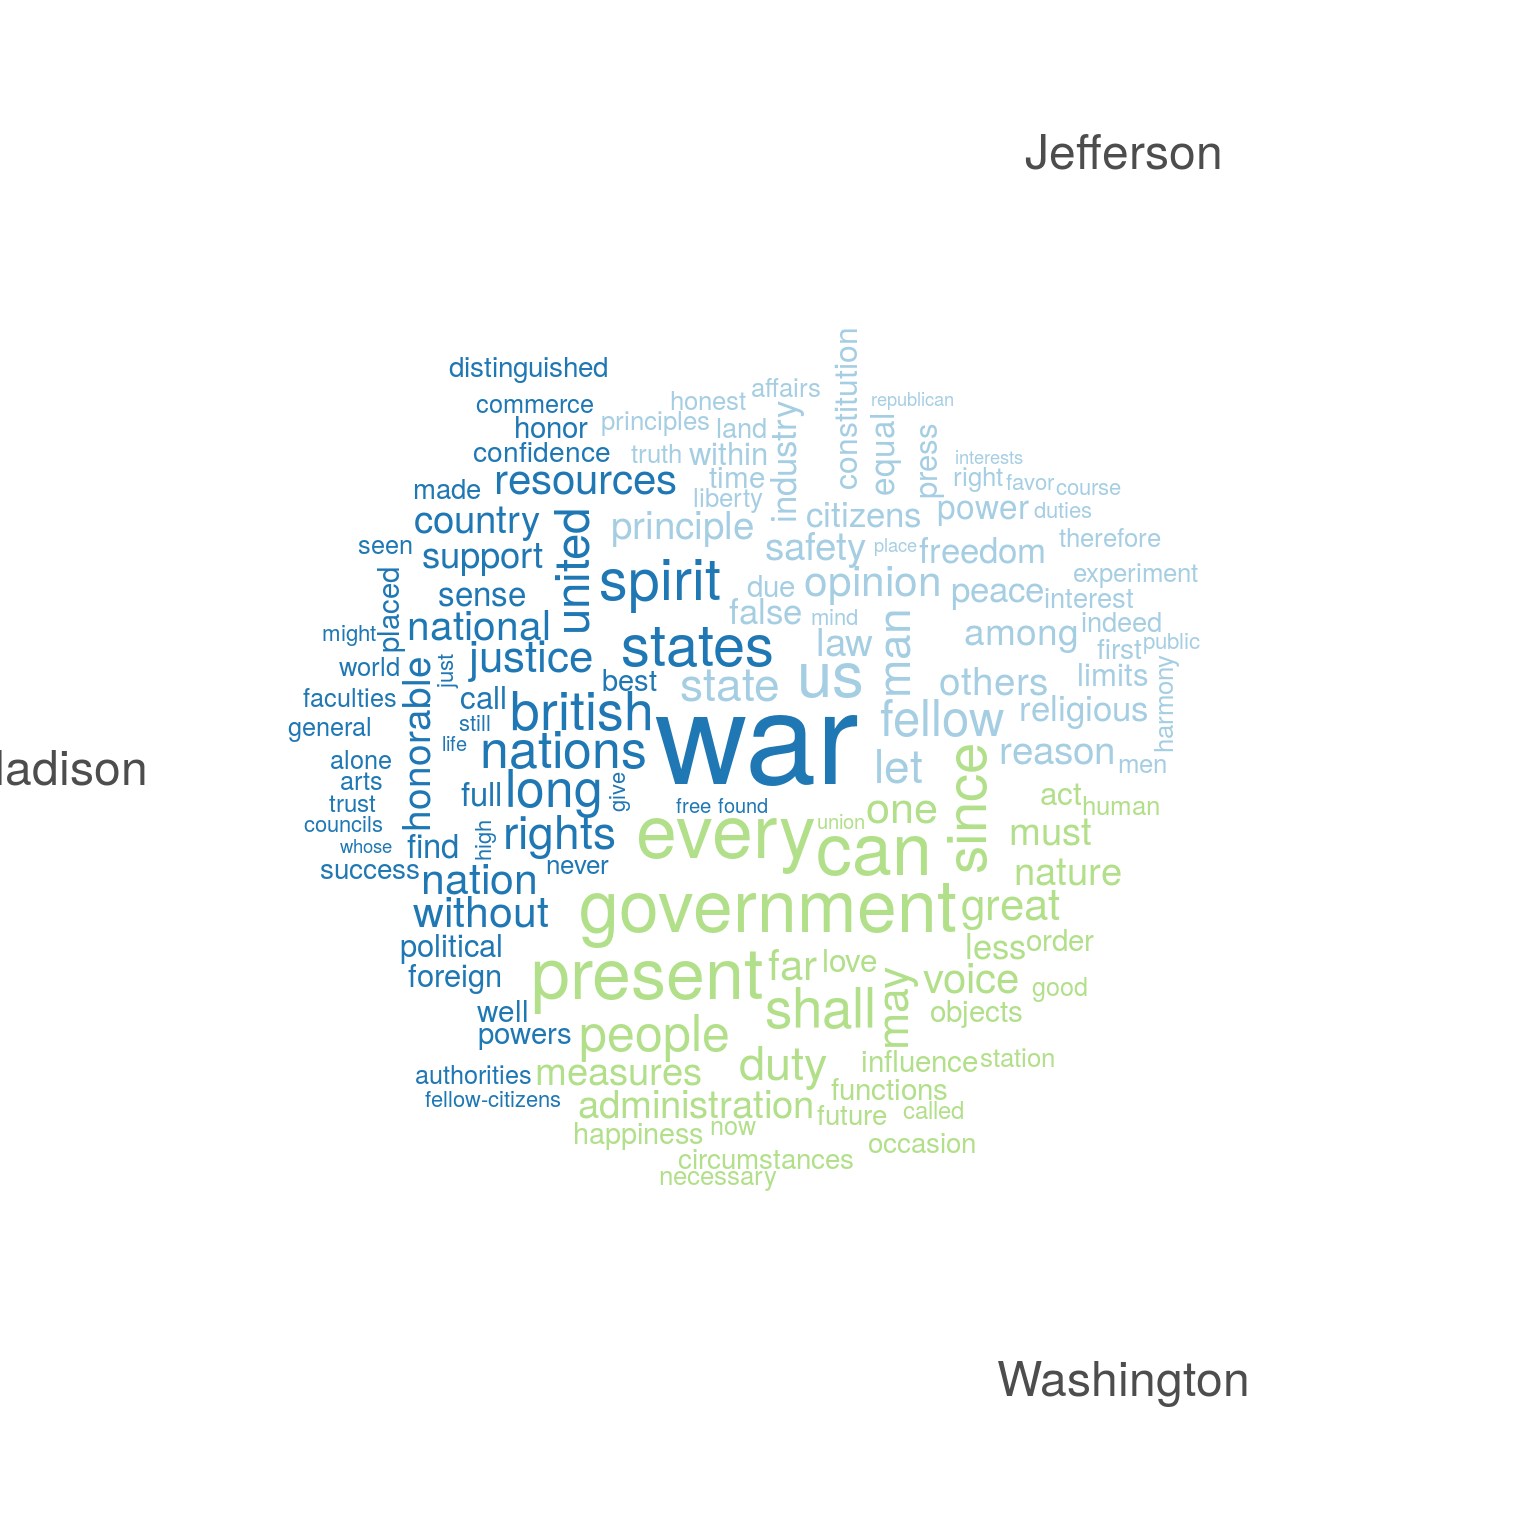 Jefferson
constitution
distinguished
affairs
honest
republican
commerce
industry
equal
principles
press
honor
land
confidence
truth
within
interests
resources
time
right
favor
course
made
liberty
united
country
principle
citizens
power
duties
seen
support
safety
place
freedom
therefore
placed
spirit
due
opinion
peace
experiment
sense
interest
false
mind
man
national
indeed
might
states
law
among
first
public
justice
just
honorable
world
best
state
us
others
limits
harmony
faculties
call
british
war
fellow
religious
general
still
life
nations
let
since
reason
men
ladison
alone
arts
full
long
give
act
human
trust
free
found
one
councils
high
rights
every
union
can
must
whose
find
success
never
nature
nation
without
government
great
political
less
order
foreign
present
far
love
may
voice
good
well
shall
objects
powers
people
authorities
measures
duty
influence
station
fellow-citizens
administration
functions
future
called
happiness
now
occasion
circumstances
necessary
Washington